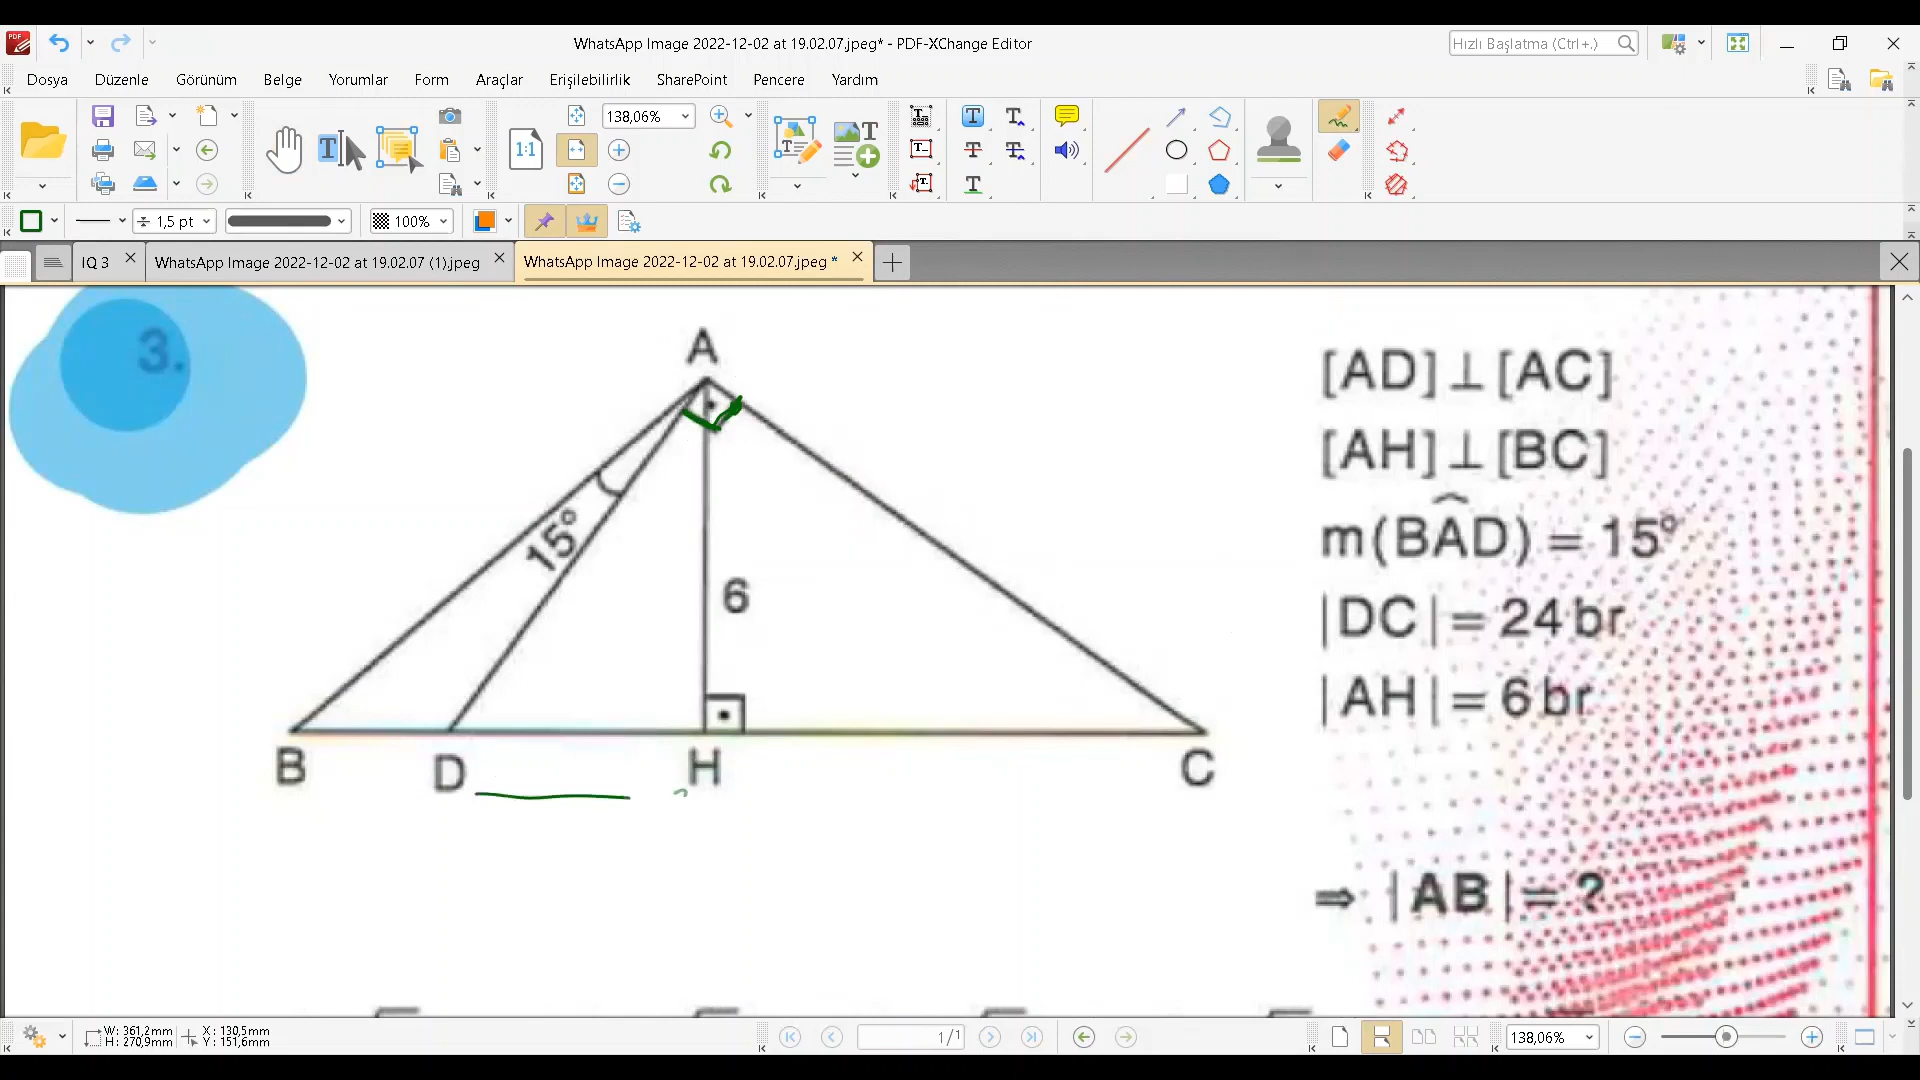 WhatsApp Image 2022-12-02 at 19.02.07.jpeg* - PDF-XChange Editor
Hızlı Başlatma (Ctrl+.)
Dosya Düzenle Görünüm Belge Yorumlar Form Araçlar Erişilebilirlik SharePoint Pencere Yardım
138,06%
1:1
1,5 pt
100%
IQ 3
WhatsApp Image 2022-12-02 at 19.02.07 (1).jpeg
WhatsApp Image 2022-12-02 at 19.02.07.jpeg *
3.
A
15°
6
B D H C
[AD] ⊥ [AC]
[AH] ⊥ [BC]
m(BAD) = 15°
|DC| = 24 br
|AH| = 6 br
⇒ |AB| = ?
W: 361,2mm
H: 270,9mm
X: 130,5mm
Y: 151,6mm
1/1
138,06%